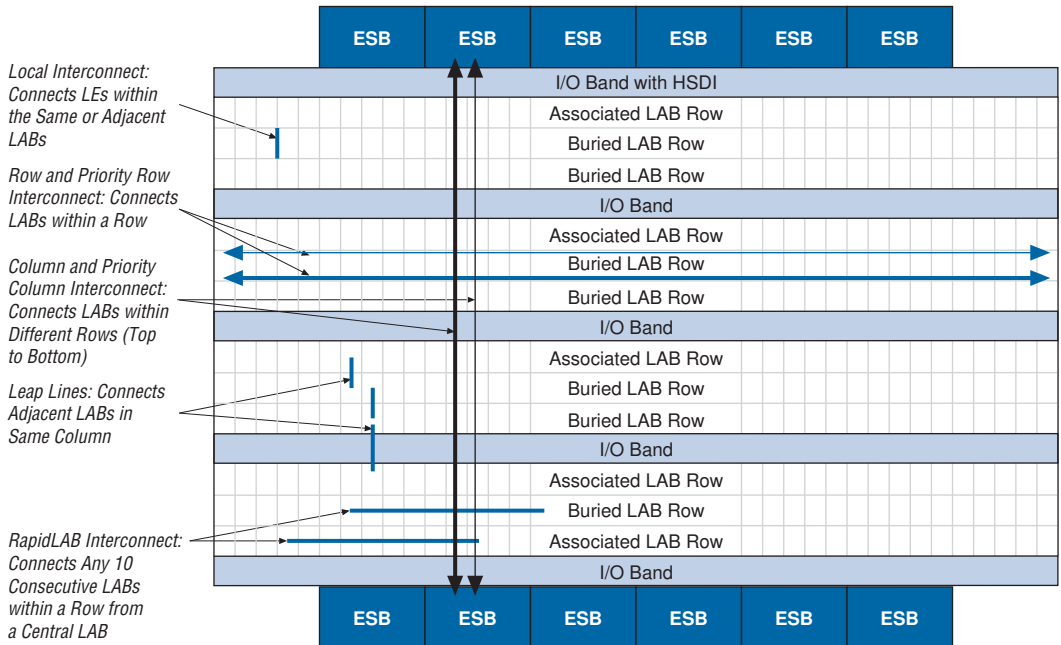 ESB ESB ESB ESB ESB ESB
Local Interconnect:
Connects LEs within
the Same or Adjacent
LABs
Row and Priority Row
Interconnect: Connects
LABs within a Row
Column and Priority
Column Interconnect:
Connects LABs within
Different Rows (Top
to Bottom)
Leap Lines: Connects
Adjacent LABs in
Same Column
RapidLAB Interconnect:
Connects Any 10
Consecutive LABs
within a Row from
a Central LAB
I/O Band with HSDI
Associated LAB Row
Buried LAB Row
Buried LAB Row
I/O Band
Associated LAB Row
Buried LAB Row
Buried LAB Row
I/O Band
Associated LAB Row
Buried LAB Row
Buried LAB Row
I/O Band
Associated LAB Row
Buried LAB Row
Associated LAB Row
I/O Band
ESB ESB ESB ESB ESB ESB